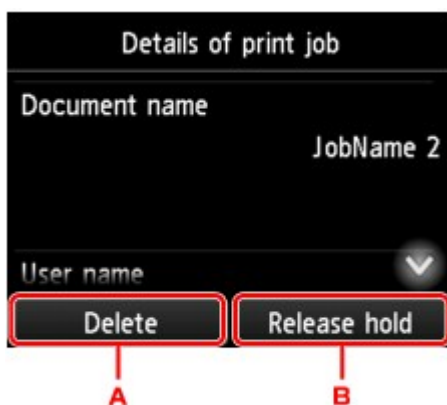 Details of print job
Document name
JobName 2
User name
Delete
Release hold
A
B